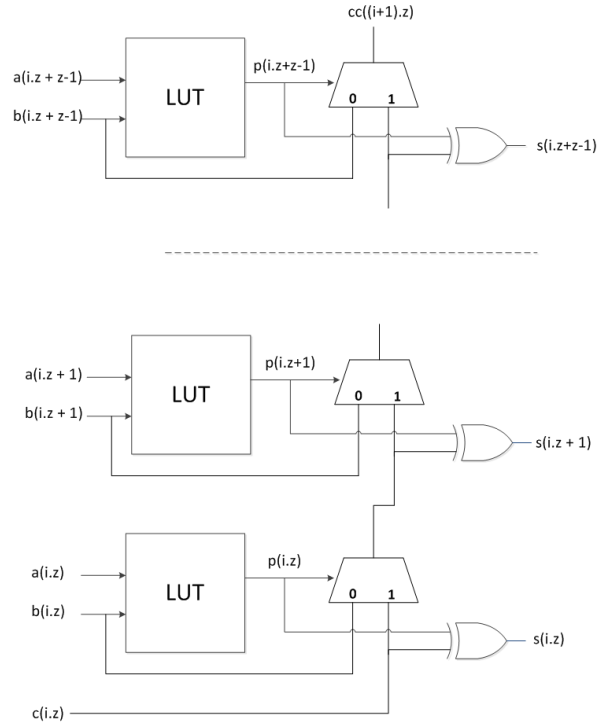 cc((i+1).z)
p(i.z+z-1)
a(i.z + z-1)
LUT
0 1
b(i.z + z-1)
s(i.z+z-1)
p(i.z+1)
a(i.z + 1)
LUT
0 1
b(i.z + 1)
s(i.z + 1)
p(i.z)
a(i.z)
LUT
0 1
b(i.z)
s(i.z)
c(i.z)